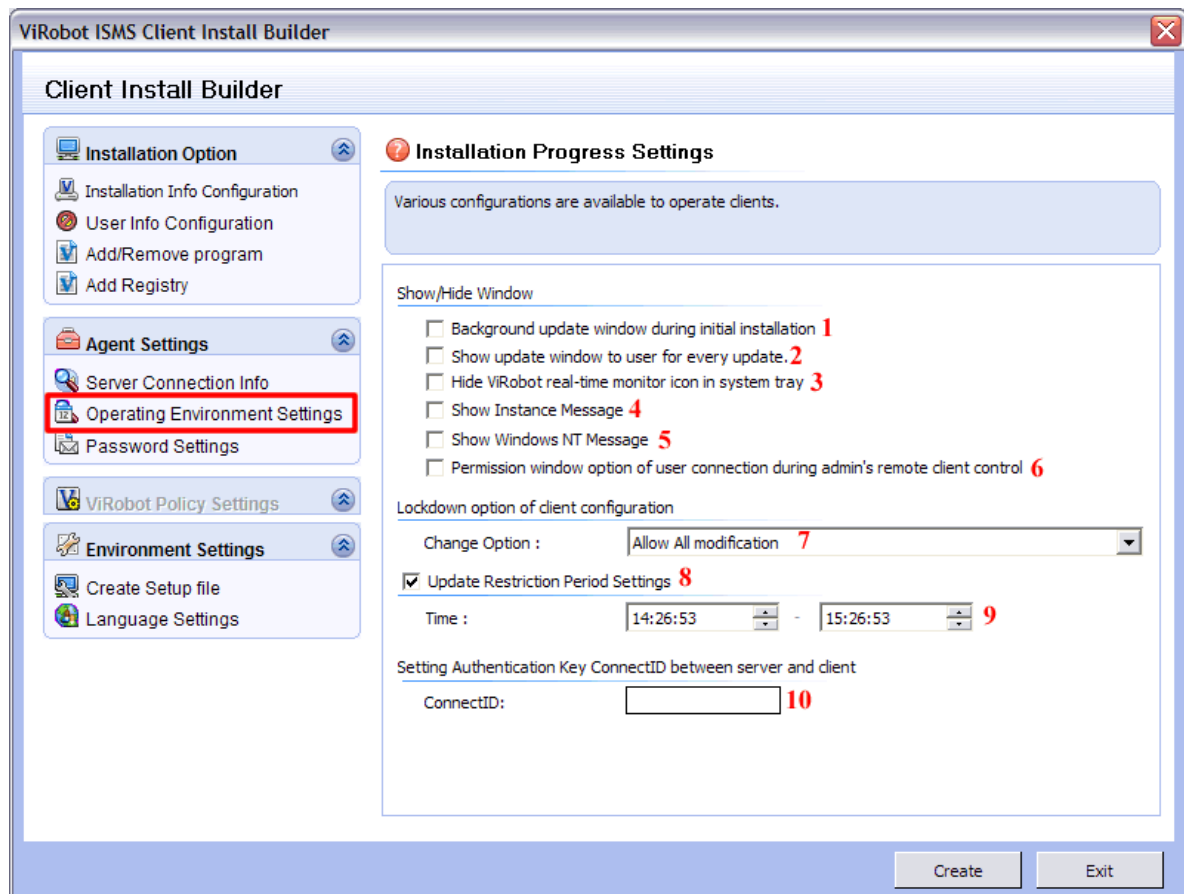 ViRobot ISMS Client Install Builder
Client Install Builder
Installation Option
Installation Info Configuration
User Info Configuration
Add/Remove program
Add Registry
Agent Settings
Server Connection Info
Operating Environment Settings
Password Settings
ViRobot Policy Settings
Environment Settings
Create Setup file
Language Settings
Installation Progress Settings
Various configurations are available to operate clients.
Show/Hide Window
Background update window during initial installation 1
Show update window to user for every update. 2
Hide ViRobot real-time monitor icon in system tray 3
Show Instance Message 4
Show Windows NT Message 5
Permission window option of user connection during admin's remote client control 6
Lockdown option of client configuration
Change Option : Allow All modification 7
Update Restriction Period Settings 8
Time : 14:26:53 - 15:26:53 9
Setting Authentication Key ConnectID between server and client
ConnectID: 10
Create Exit